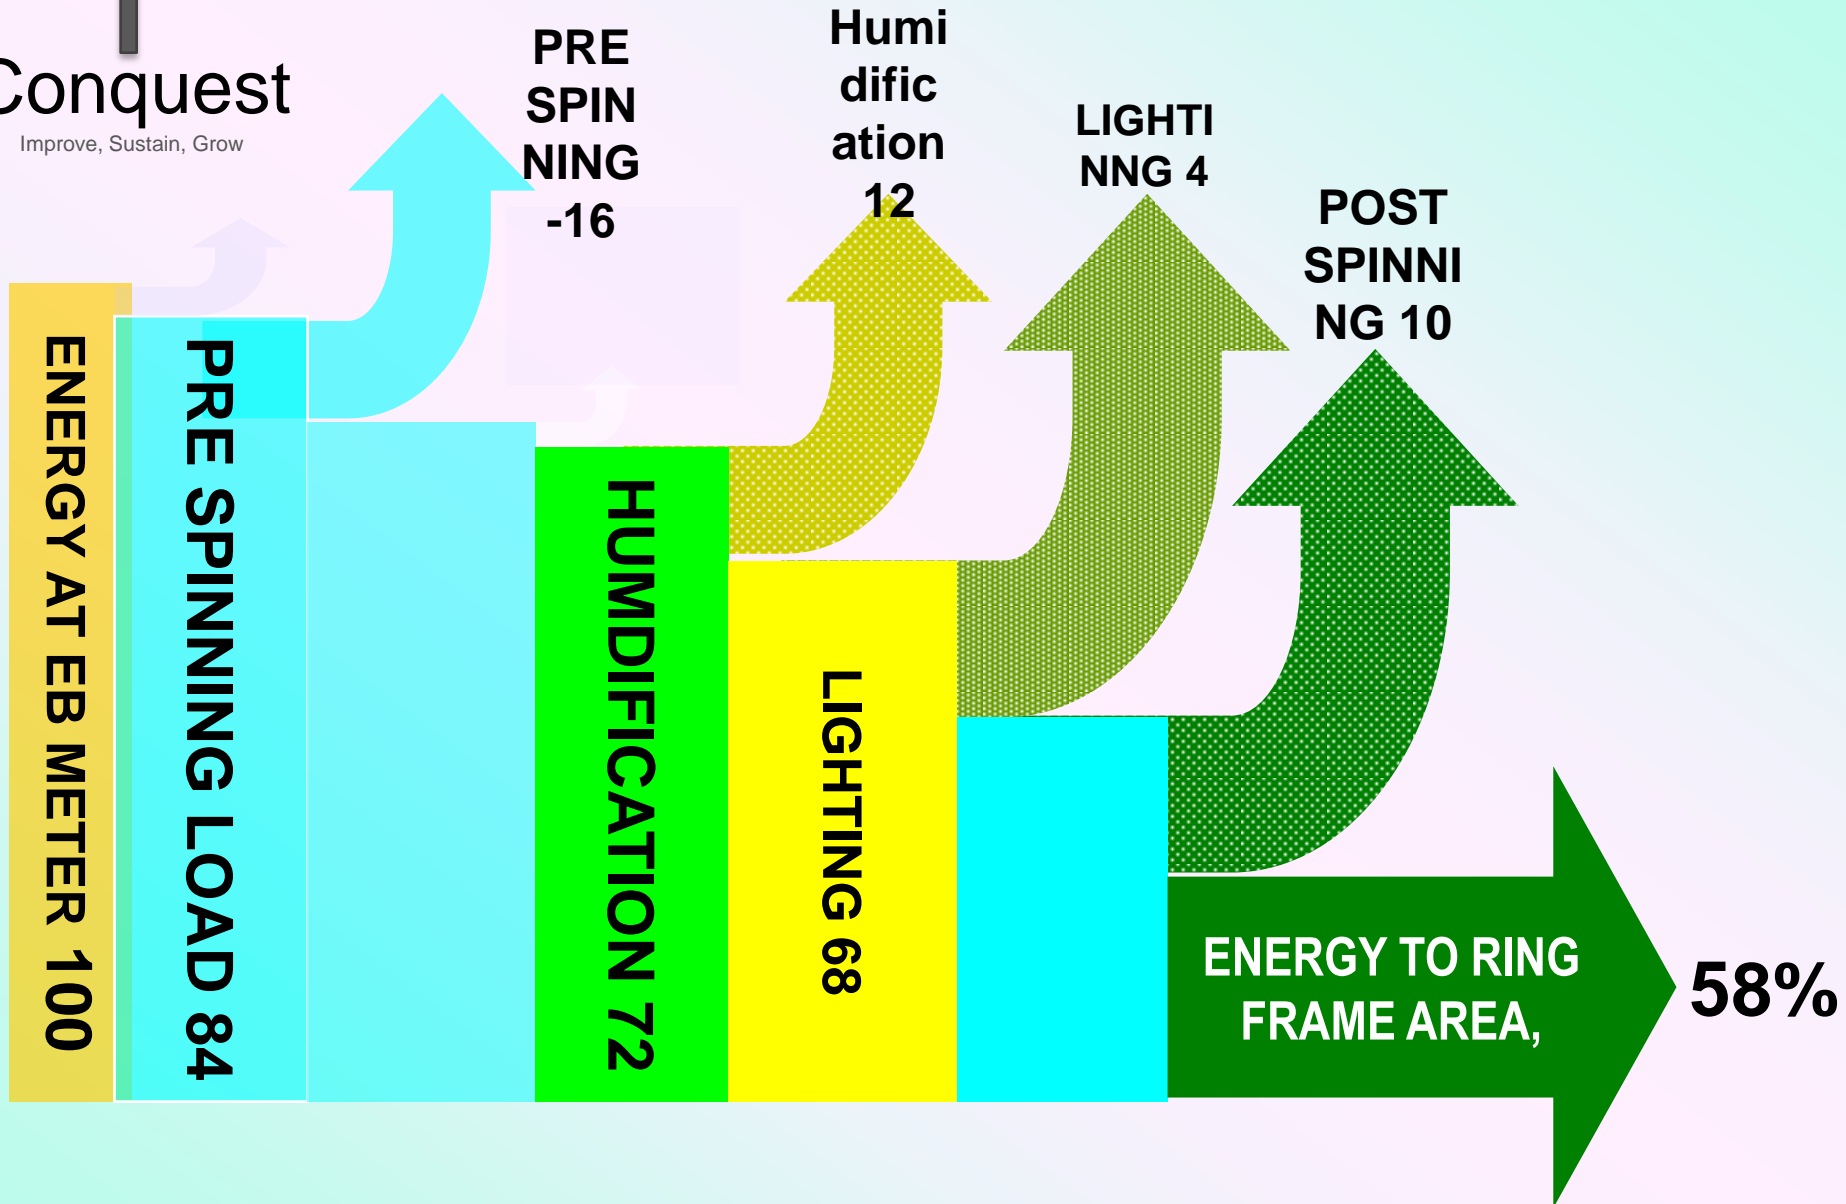 Conquest
Improve, Sustain, Grow
PRE
SPIN
NING
-16
Humi
dific
ation
12
LIGHTI
NNG 4
POST
SPINNI
NG 10
ENERGY AT EB METER 100
PRE SPINNING LOAD 84
HUMDIFICATION 72
LIGHTING 68
ENERGY TO RING
FRAME AREA,
58%